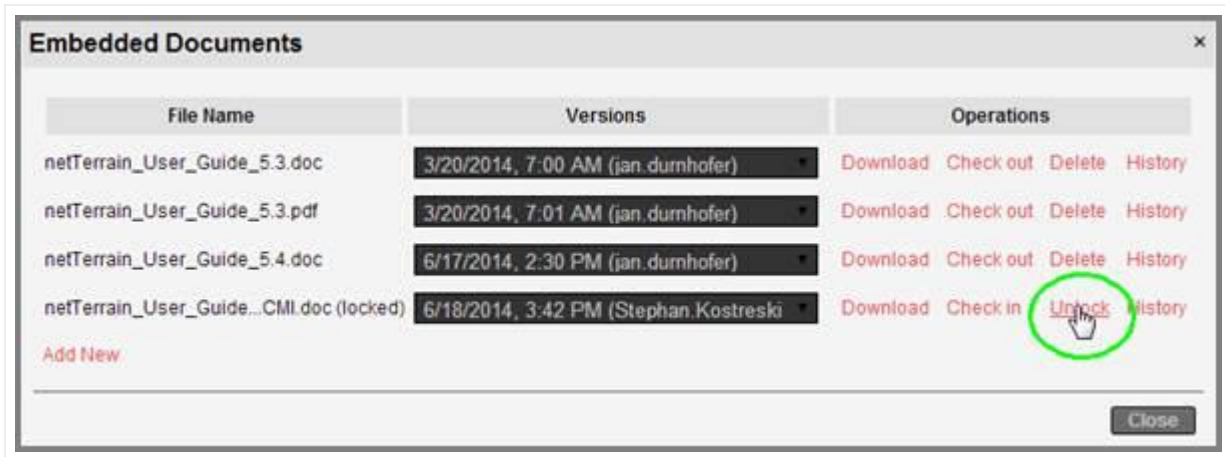 Embedded Documents ×
File Name Versions Operations
netTerrain_User_Guide_5.3.doc 3/20/2014, 7:00 AM (jan.durnhofer) Download Check out Delete History
netTerrain_User_Guide_5.3.pdf 3/20/2014, 7:01 AM (jan.durnhofer) Download Check out Delete History
netTerrain_User_Guide_5.4.doc 6/17/2014, 2:30 PM (jan.durnhofer) Download Check out Delete History
netTerrain_User_Guide...CMI.doc (locked) 6/18/2014, 3:42 PM (Stephan.Kostreski Download Check in Unlock History
Add New
Close